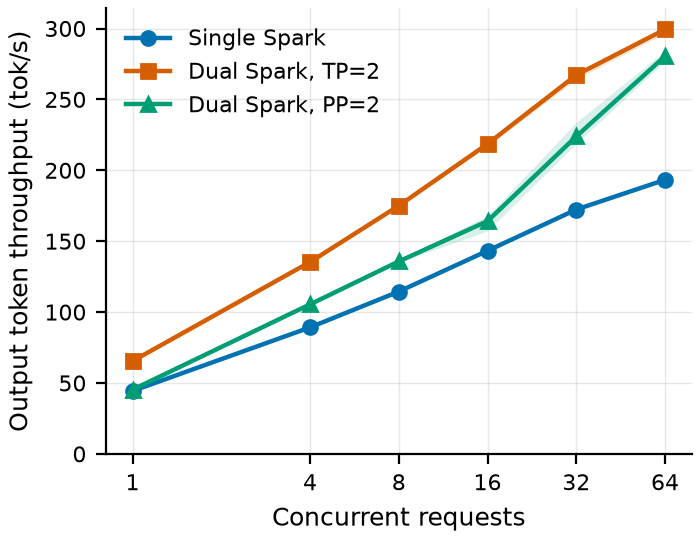 Output token throughput (tok/s)
300
250
200
150
100
50
0
Single Spark
Dual Spark, TP=2
Dual Spark, PP=2
1 4 8 16 32 64
Concurrent requests